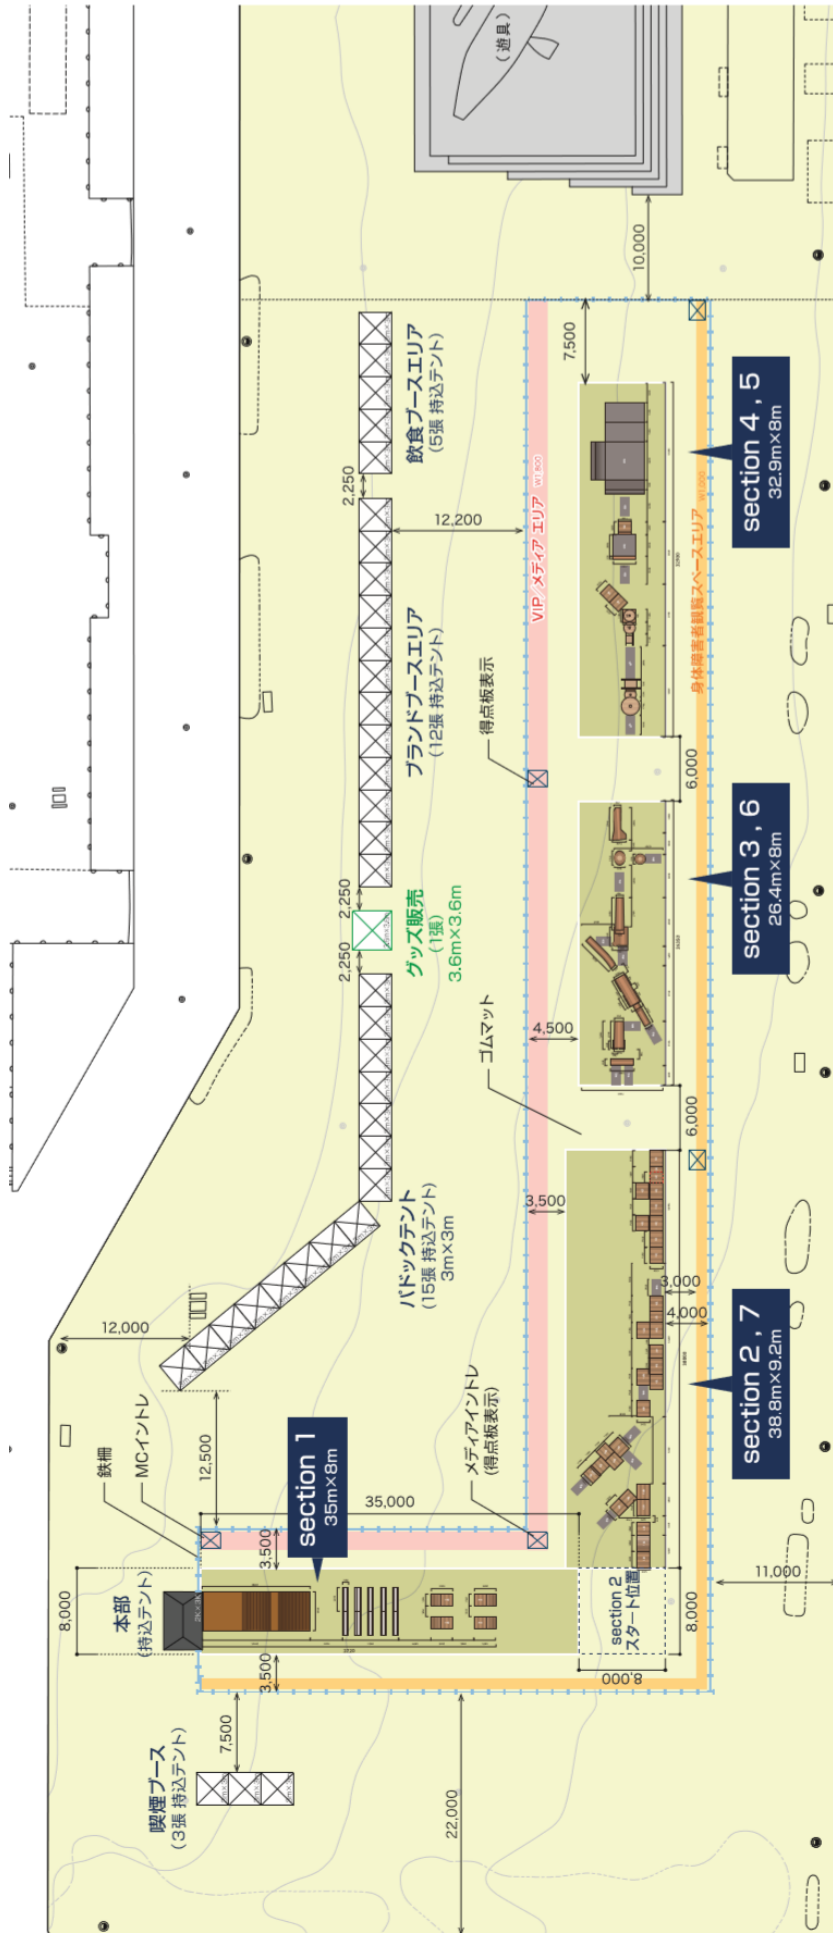 (遊具)
10,000
7,500
飲食ブースエリア
(5張 持込テント)
2,250
12,200
VIP/メディア エリア W1,800
section 4 , 5
32.9m×8m
身体障害者観覧スペースエリア W1,000
ブランドブースエリア
(12張 持込テント)
得点板表示
6,000
section 3 , 6
26.4m×8m
2,250
グッズ販売
(1張)
3.6m×3.6m
2,250
4,500
ゴムマット
6,000
3,500
パドックテント
(15張 持込テント)
3m×3m
12,000
3,000
4,000
section 2 , 7
38.8m×9.2m
12,500
鉄柵
MCイントレ
メディアイントレ
(得点板表示)
section 1
35m×8m
35,000
3,500
8,000
本部
(持込テント)
section 2
スタート位置
8,000
8,000
11,000
3,500
7,500
喫煙ブース
(3張 持込テント)
22,000